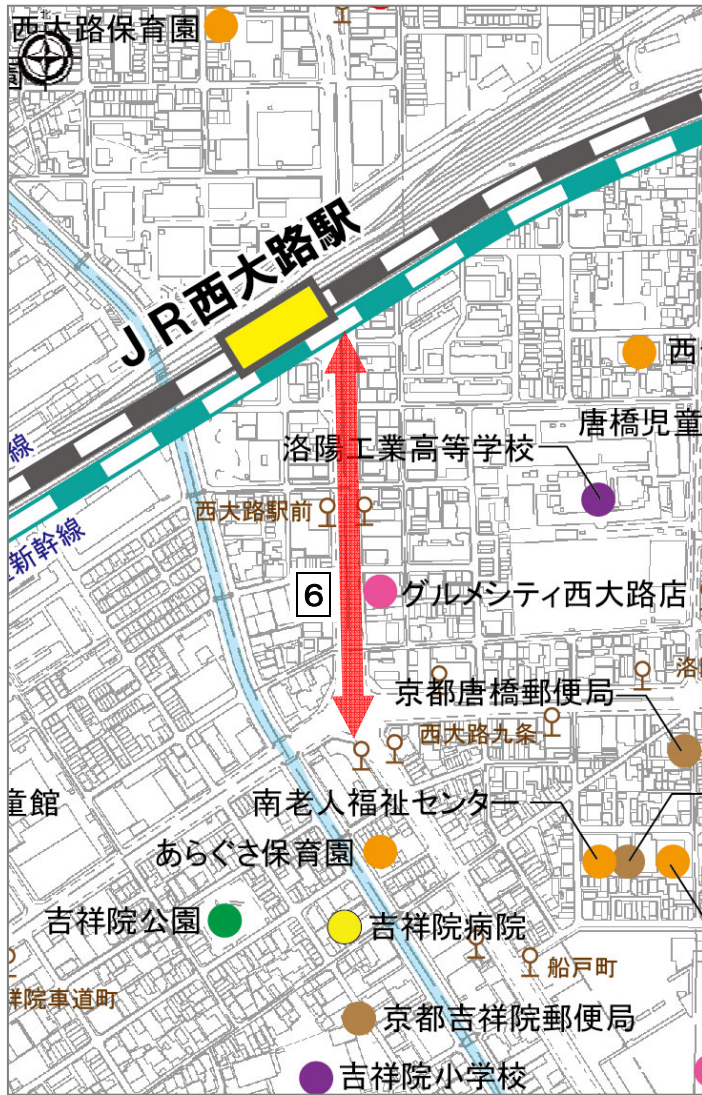 北
西大路保育園
園
JR西大路駅
西
唐橋児童
線
洛陽工業高等学校
西大路駅前
新幹線
6
グルメシティ西大路店
洛
京都唐橋郵便局
西大路九条
童館
南老人福祉センター
あらぐさ保育園
吉祥院公園
吉祥院病院
船戸町
祥院車道町
京都吉祥院郵便局
吉祥院小学校